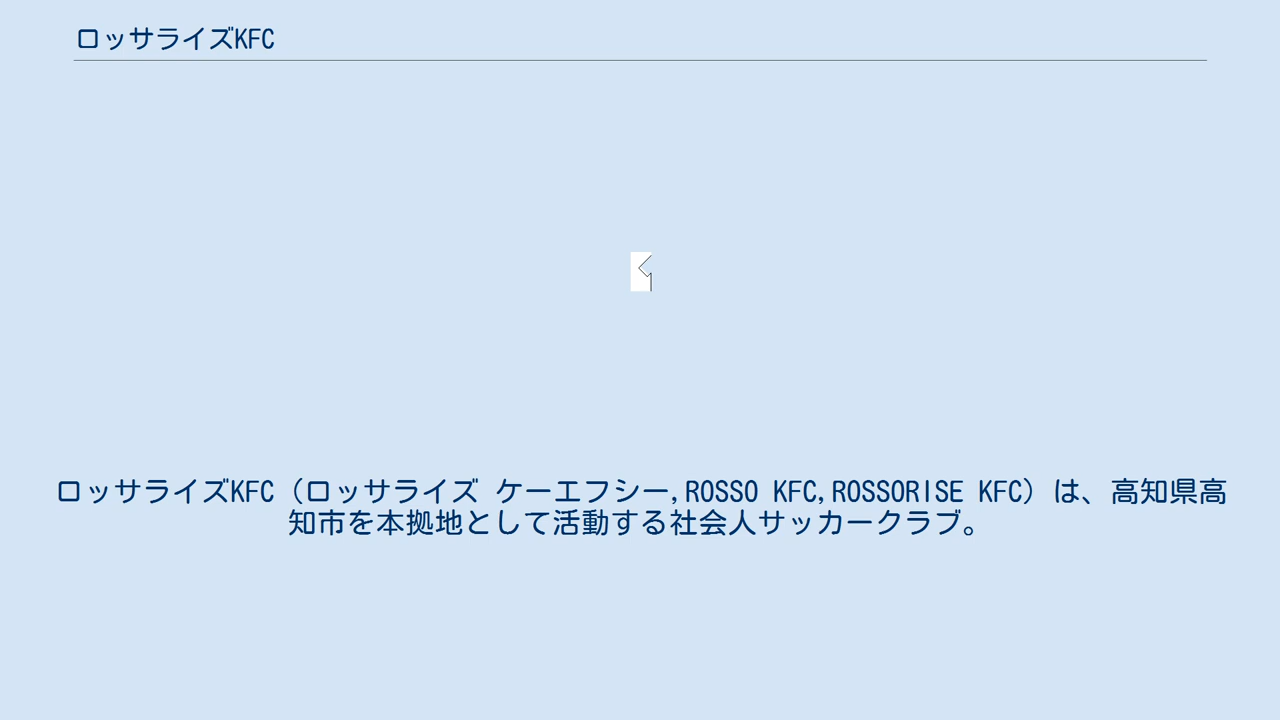 ロッサライズKFC
ロッサライズKFC（ロッサライズ ケーエフシー,ROSSO KFC,ROSSORISE KFC）は、高知県高
知市を本拠地として活動する社会人サッカークラブ。